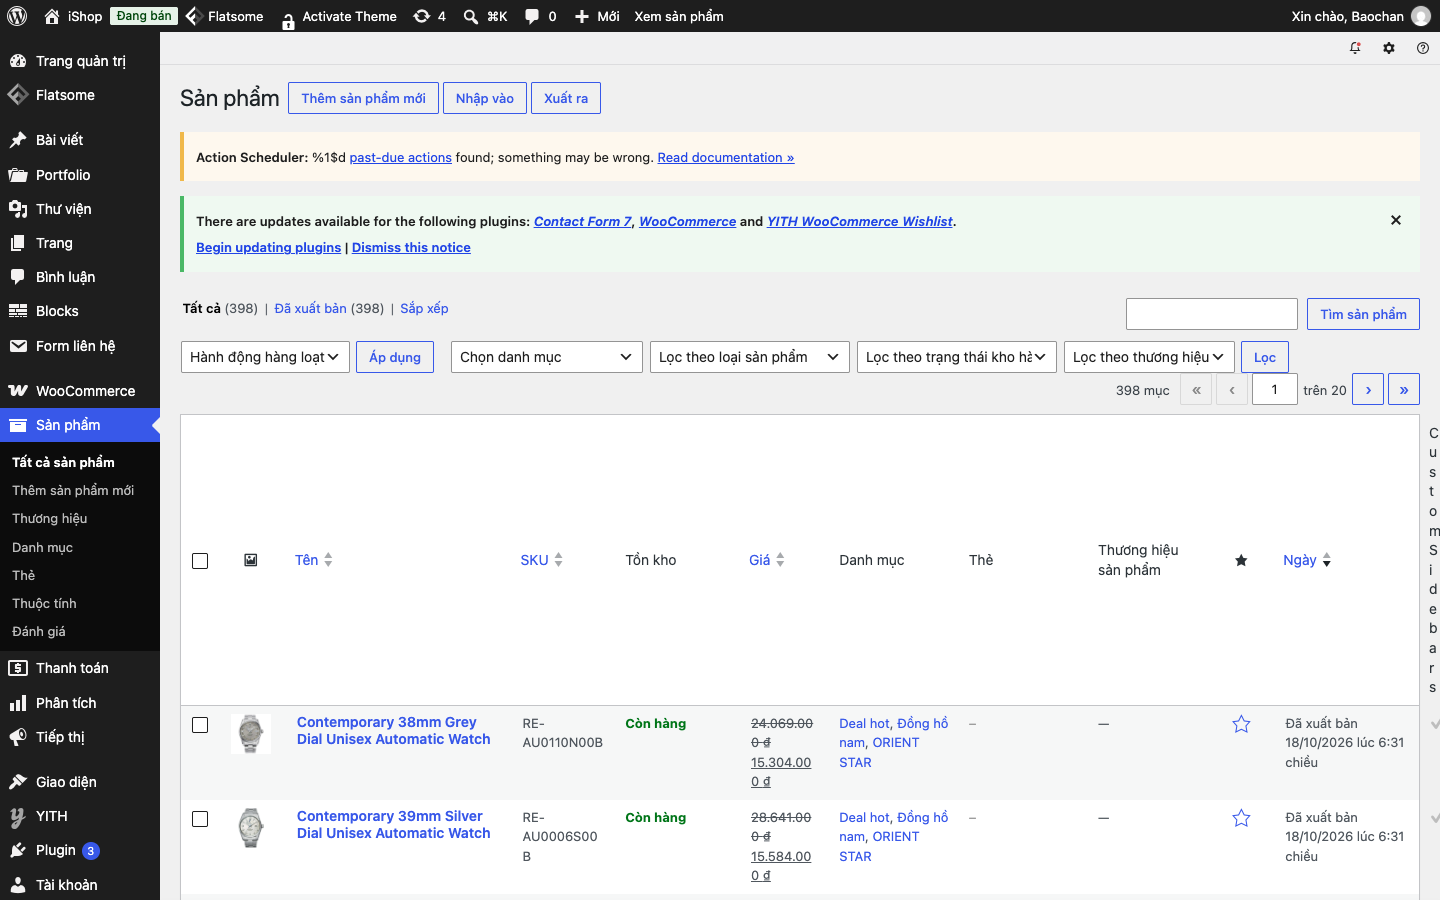 iShop Đang bán Flatsome Activate Theme 4 ⌘K 0 Mới Xem sản phẩm Xin chào, Baochan
Trang quản trị
Flatsome
Bài viết
Portfolio
Thư viện
Trang
Bình luận
Blocks
Form liên hệ
WooCommerce
Sản phẩm
Tất cả sản phẩm
Thêm sản phẩm mới
Thương hiệu
Danh mục
Thẻ
Thuộc tính
Đánh giá
Thanh toán
Phân tích
Tiếp thị
Giao diện
YITH
Plugin 3
Tài khoản
Sản phẩm Thêm sản phẩm mới Nhập vào Xuất ra
Action Scheduler: %1$d past-due actions found; something may be wrong. Read documentation »
There are updates available for the following plugins: Contact Form 7, WooCommerce and YITH WooCommerce Wishlist.
Begin updating plugins | Dismiss this notice
Tất cả (398) | Đã xuất bản (398) | Sắp xếp
Tìm sản phẩm
Hành động hàng loạt Áp dụng Chọn danh mục Lọc theo loại sản phẩm Lọc theo trạng thái kho hà Lọc theo thương hiệu Lọc
398 mục « ‹ 1 trên 20 › »
Tên SKU Tồn kho Giá Danh mục Thẻ Thương hiệu sản phẩm Ngày
C
u
s
t
o
m
S
i
d
e
b
a
r
s
Contemporary 38mm Grey
Dial Unisex Automatic Watch
RE-
AU0110N00B
Còn hàng
24.069.00
0 ₫
15.304.00
0 ₫
Deal hot, Đồng hồ
nam, ORIENT
STAR
–
—
Đã xuất bản
18/10/2026 lúc 6:31
chiều
Contemporary 39mm Silver
Dial Unisex Automatic Watch
RE-
AU0006S00
B
Còn hàng
28.641.00
0 ₫
15.584.00
0 ₫
Deal hot, Đồng hồ
nam, ORIENT
STAR
–
—
Đã xuất bản
18/10/2026 lúc 6:31
chiều